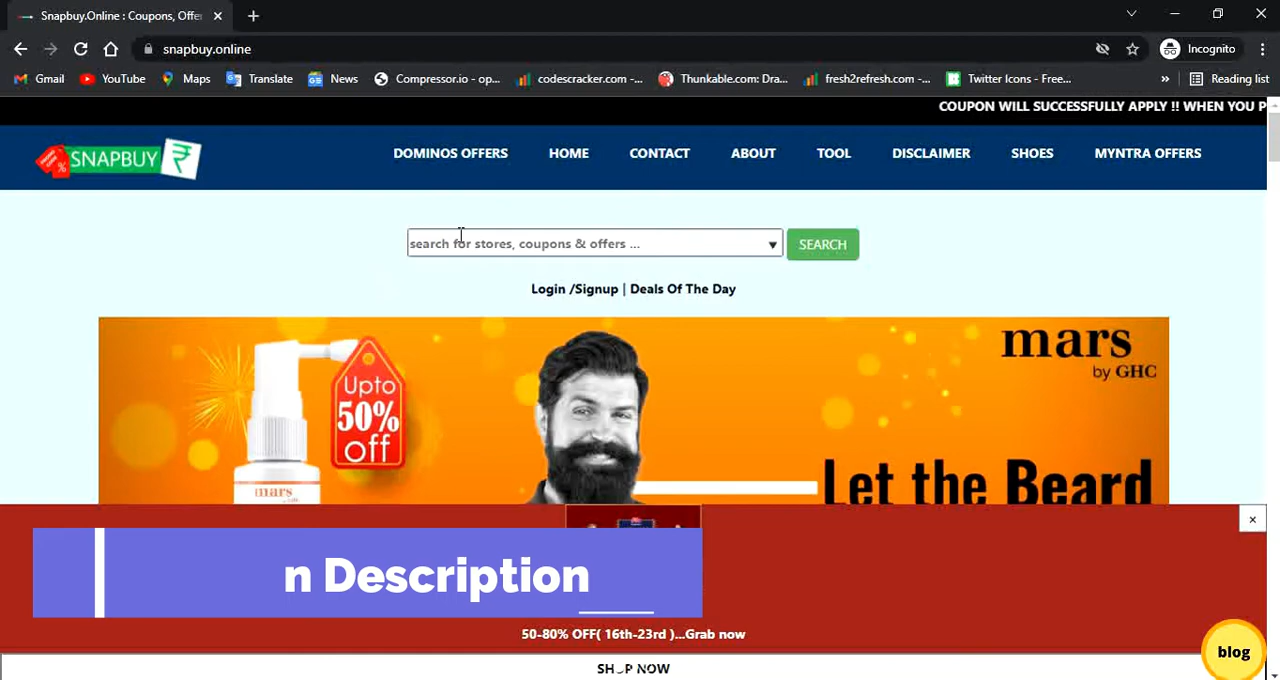 Snapbuy.Online : Coupons, Offe
snapbuy.online
Incognito
Gmail
YouTube
Maps
Translate
News
Compressor.io - op...
codescracker.com -...
Thunkable.com: Dra...
fresh2refresh.com -...
Twitter Icons - Free...
»
Reading list
COUPON WILL SUCCESSFULLY APPLY !! WHEN YOU P
SNAPBUY ₹
DOMINOS OFFERS
HOME
CONTACT
ABOUT
TOOL
DISCLAIMER
SHOES
MYNTRA OFFERS
search for stores, coupons & offers ...
SEARCH
Login /Signup | Deals Of The Day
mars
by GHC
Upto
50%
off
mars
Let the Beard
n Description
50-80% OFF( 16th-23rd )...Grab now
SHOP NOW
blog